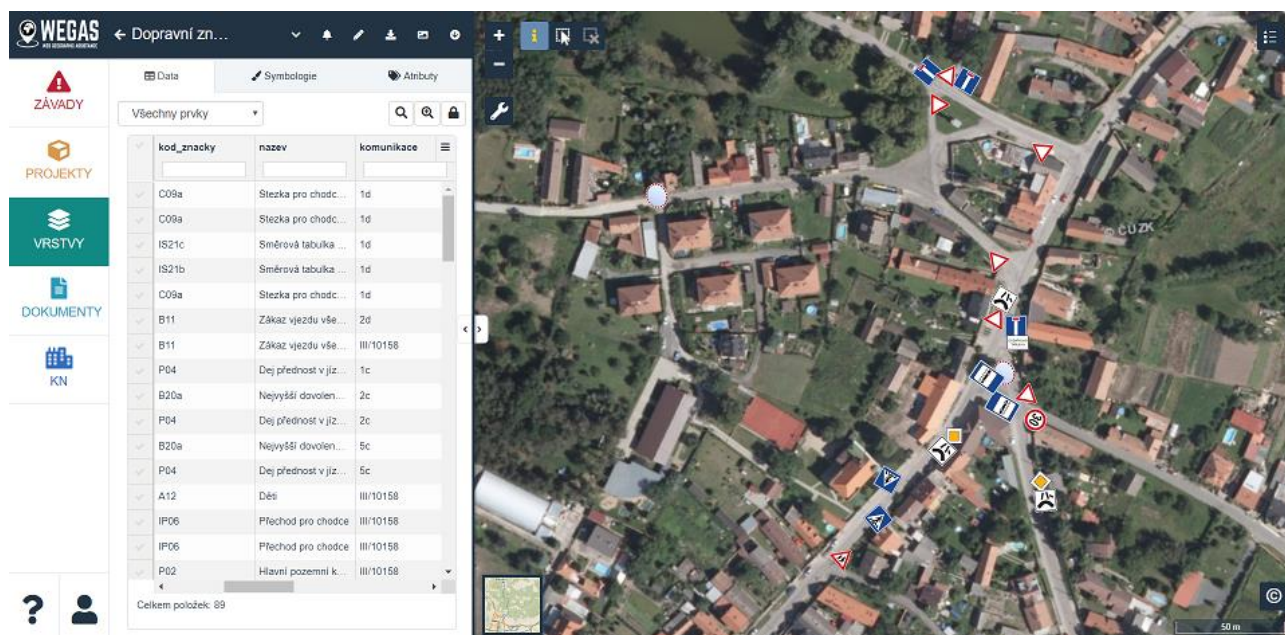 WEGAS
WEB GEOGRAPHIC ASSISTANCE
Dopravní zn...
ZÁVADY
PROJEKTY
VRSTVY
DOKUMENTY
KN
?
Data Symbologie Atributy
Všechny prvky
kod_znacky nazev komunikace
C09a Stezka pro chodc... 1d
C09a Stezka pro chodc... 1d
IS21c Směrová tabulka ... 1d
IS21b Směrová tabulka ... 1d
C09a Stezka pro chodc... 1d
B11 Zákaz vjezdu vše... 2d
B11 Zákaz vjezdu vše... III/10158
P04 Dej přednost v jíz... 1c
B20a Nejvyšší dovolen... 2c
P04 Dej přednost v jíz... 2c
B20a Nejvyšší dovolen... 5c
P04 Dej přednost v jíz... 5c
A12 Děti III/10158
IP06 Přechod pro chodce III/10158
IP06 Přechod pro chodce III/10158
P02 Hlavní pozemní k... III/10158
Celkem položek: 89
+
i
-
© ČÚZK
30
©
50 m